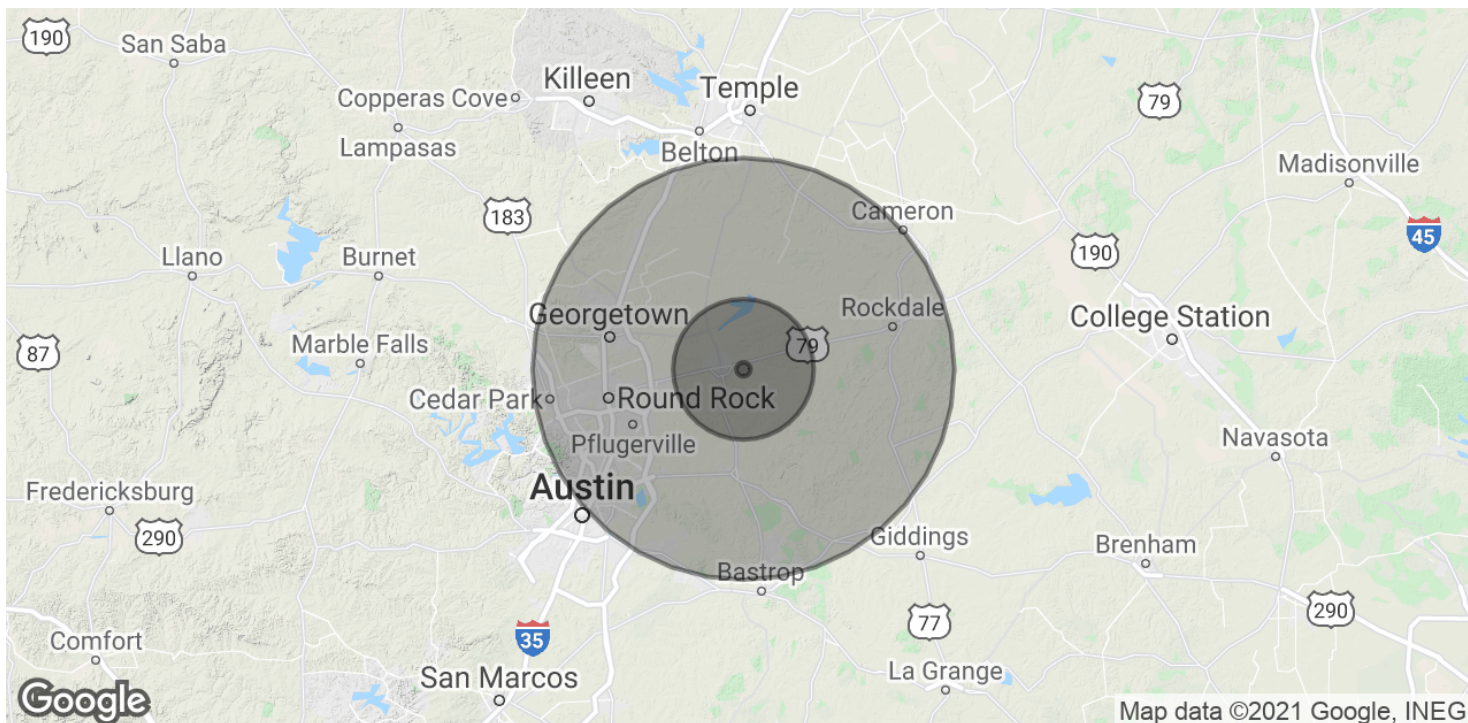 190
San Saba
Killeen
Temple
79
Copperas Cove
Lampasas
Belton
Madisonville
183
Cameron
45
Llano
Burnet
190
Georgetown
Rockdale
College Station
87
Marble Falls
79
Cedar Park
Round Rock
Pflugerville
Navasota
Austin
Fredericksburg
290
Giddings
Brenham
Bastrop
290
77
35
Comfort
La Grange
San Marcos
Google
Map data ©2021 Google, INEG